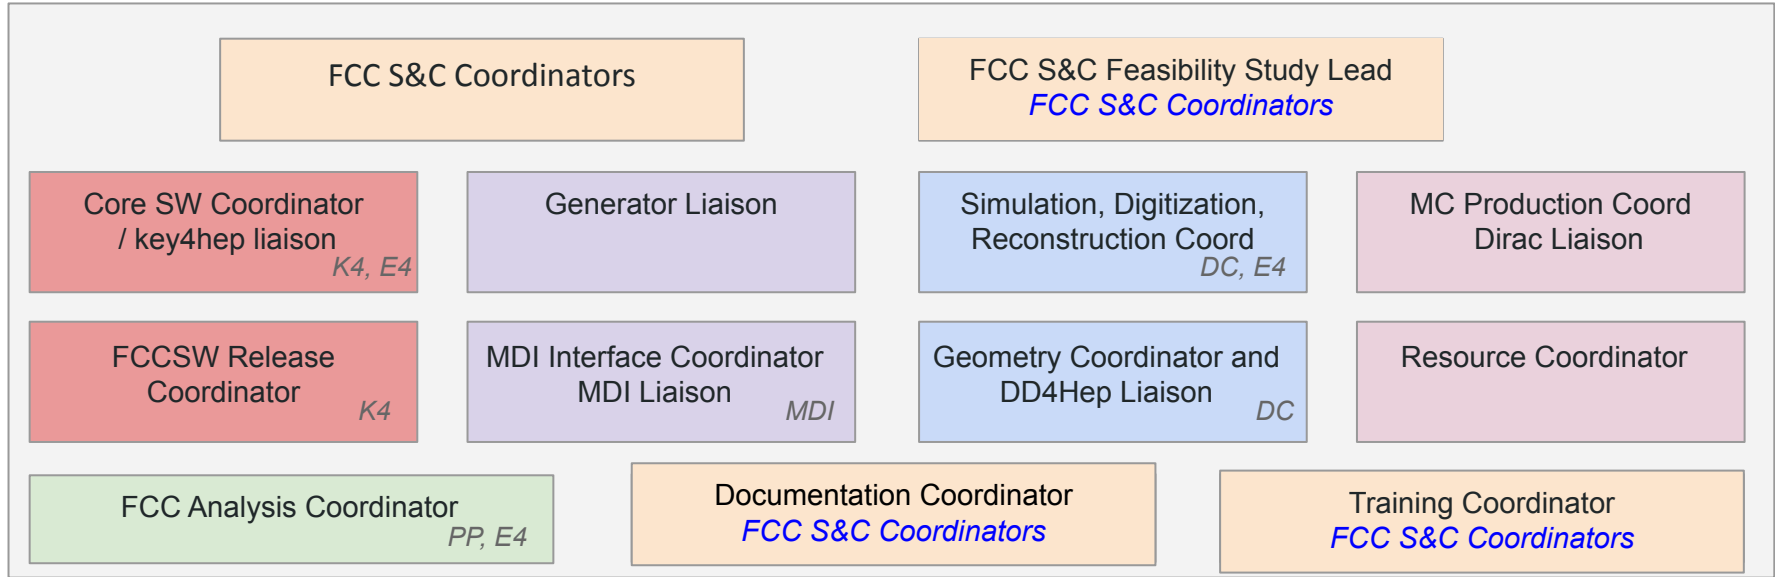 FCC S&C Coordinators
FCC S&C Feasibility Study Lead
FCC S&C Coordinators
Core SW Coordinator
/ key4hep liaison
K4, E4
Generator Liaison
Simulation, Digitization,
Reconstruction Coord
DC, E4
MC Production Coord
Dirac Liaison
FCCSW Release
Coordinator
K4
MDI Interface Coordinator
MDI Liaison
MDI
Geometry Coordinator and
DD4Hep Liaison
DC
Resource Coordinator
FCC Analysis Coordinator
PP, E4
Documentation Coordinator
FCC S&C Coordinators
Training Coordinator
FCC S&C Coordinators